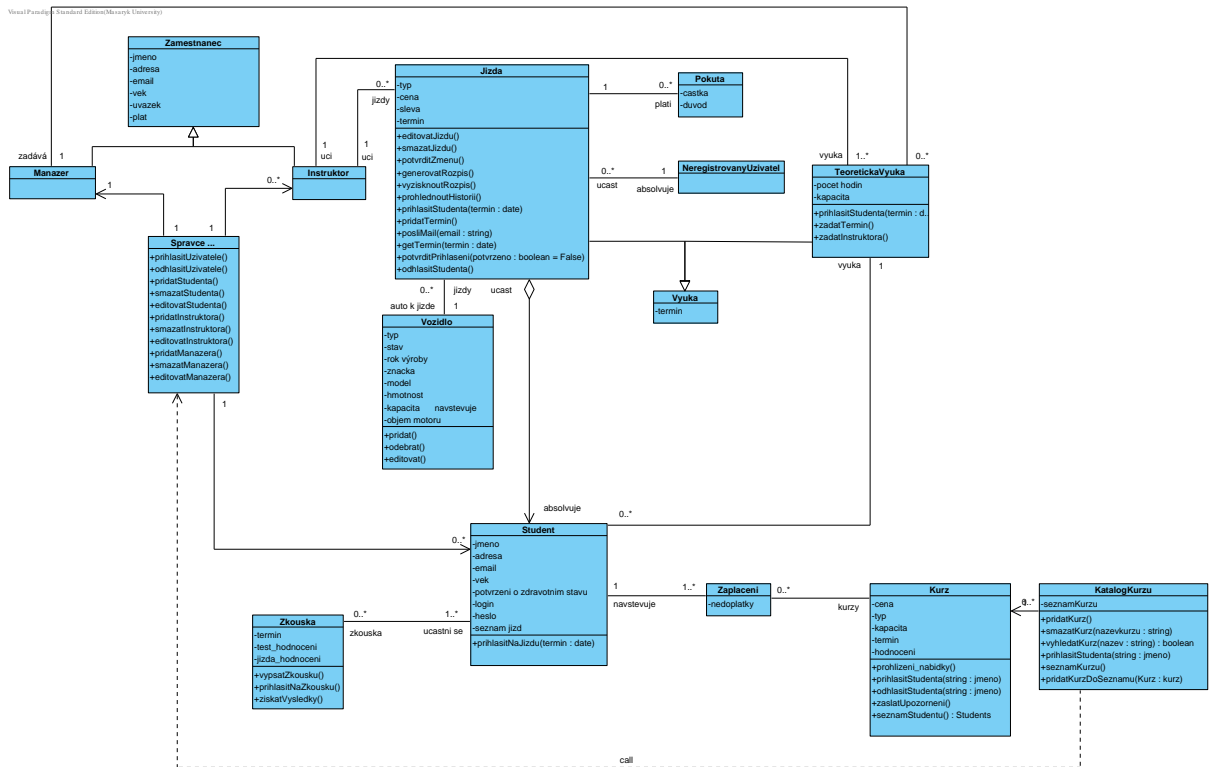 Visual Paradigm Standard Edition(Masaryk University)
Zamestnanec
-jmeno
-adresa
-email
-vek
-uvazek
-plat
zadává
1
Manazer
1
0..*
Instruktor
1
uci
1
uci
0..*
jizdy
Jizda
-typ
-cena
-sleva
-termin
+editovatJizdu()
+smazatJizdu()
+potvrditZmenu()
+generovatRozpis()
+vyzisknoutRozpis()
+prohlednoutHistorii()
+prihlasitStudenta(termin : date)
+pridatTermin()
+posliMail(email : string)
+getTermin(termin : date)
+potvrditPrihlaseni(potvrzeno : boolean = False)
+odhlasitStudenta()
1
0..*
plati
Pokuta
-castka
-duvod
0..*
1
ucast
absolvuje
NeregistrovanyUzivatel
vyuka
1..*
0..*
TeoretickaVyuka
-pocet hodin
-kapacita
+prihlasitStudenta(termin : d..
+zadatTermin()
+zadatInstruktora()
vyuka
1
Vyuka
-termin
1
1
Spravce ...
+prihlasitUzivatele()
+odhlasitUzivatele()
+pridatStudenta()
+smazatStudenta()
+editovatStudenta()
+pridatInstruktora()
+smazatInstruktora()
+editovatInstruktora()
+pridatManazera()
+smazatManazera()
+editovatManazera()
1
0..*
jizdy
ucast
auto k jizde
1
Vozidlo
-typ
-stav
-rok výroby
-znacka
-model
-hmotnost
-kapacita
navstevuje
-objem motoru
+pridat()
+odebrat()
+editovat()
absolvuje
0..*
0..*
Student
-jmeno
-adresa
-email
-vek
-potvrzeni o zdravotnim stavu
-login
-heslo
-seznam jizd
+prihlasitNaJizdu(termin : date)
1
1..*
navstevuje
Zaplaceni
-nedoplatky
0..*
kurzy
Kurz
-cena
-typ
-kapacita
-termin
-hodnoceni
+prohlizeni_nabidky()
+prihlasitStudenta(string : jmeno)
+odhlasitStudenta(string : jmeno)
+zaslatUpozorneni()
+seznamStudentu() : Students
KatalogKurzu
-seznamKurzu
+pridatKurz()
+smazatKurz(nazevkurzu : string)
+vyhledatKurz(nazev : string) : boolean
+prihlasitStudenta(string : jmeno)
+seznamKurzu()
+pridatKurzDoSeznamu(Kurz : kurz)
Zkouska
-termin
-test_hodnoceni
-jizda_hodnoceni
+vypsatZkousku()
+prihlasitNaZkousku()
+ziskatVysledky()
0..*
1..*
zkouska
ucastni se
call